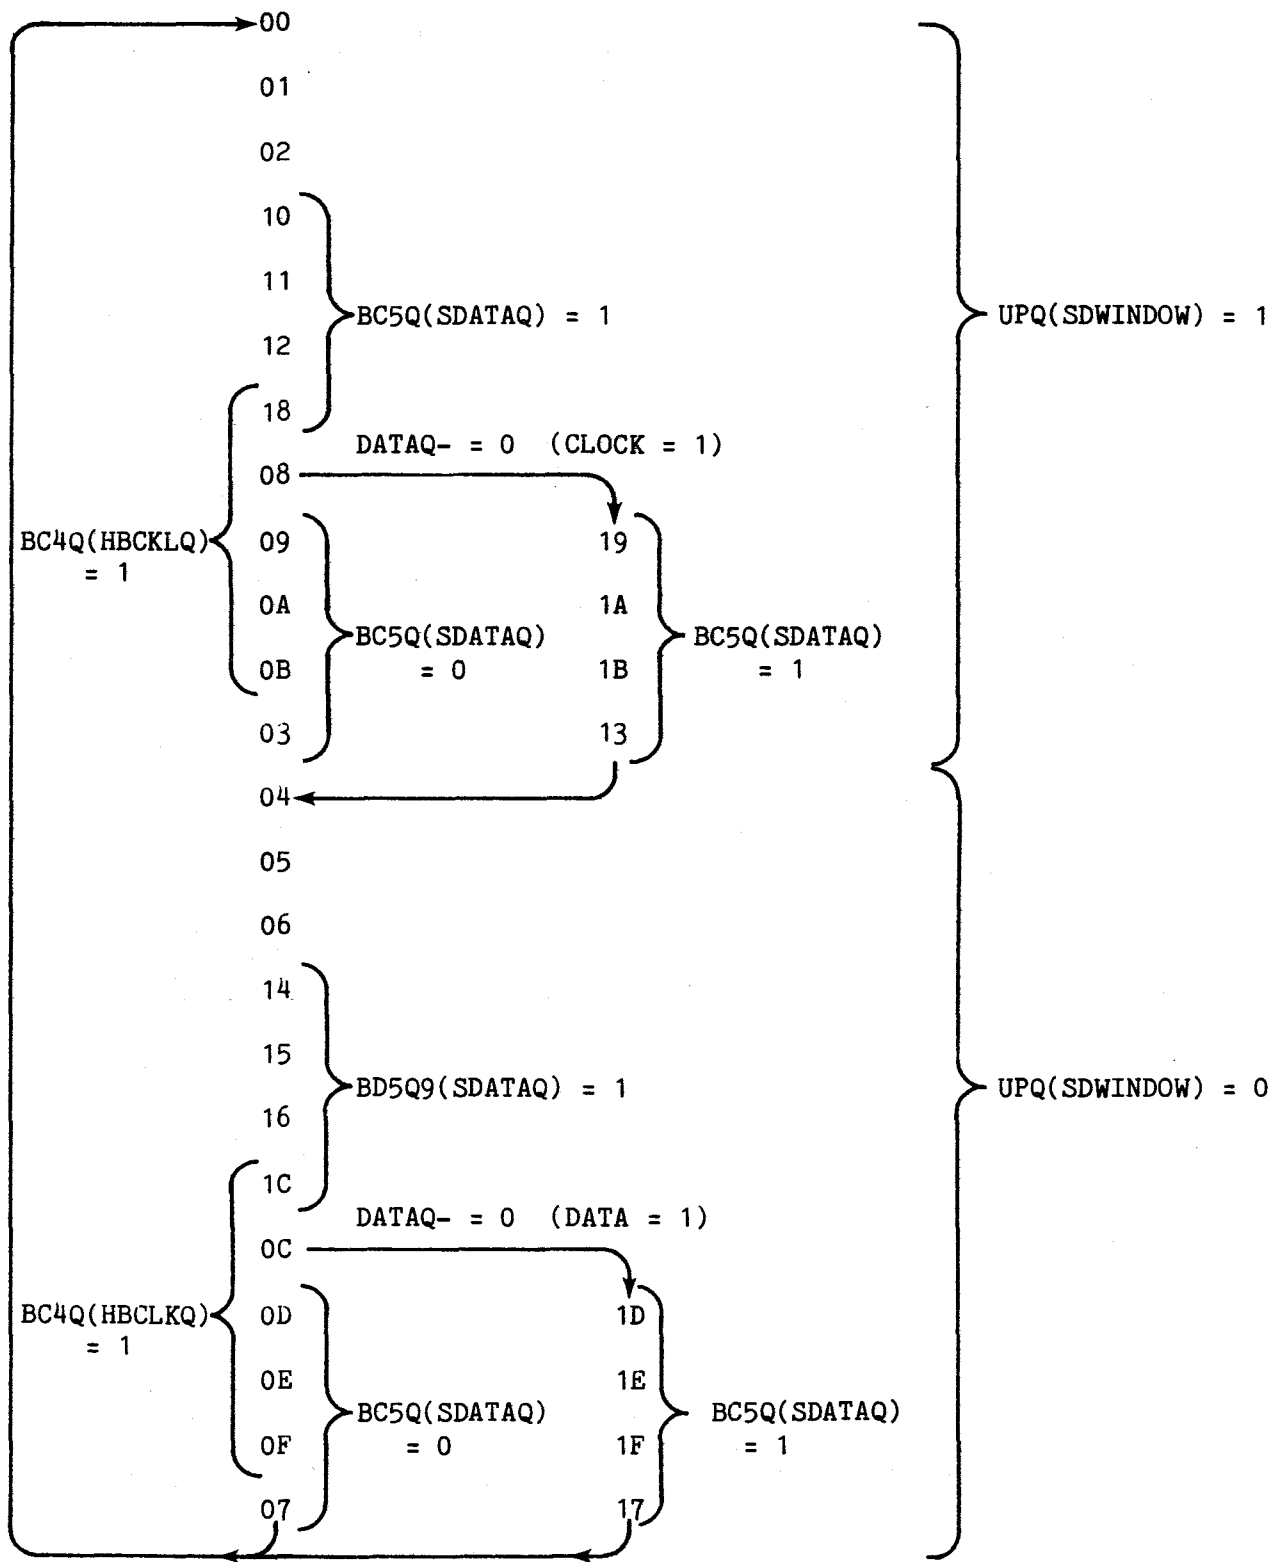 00
01
02
10
11
BC5Q(SDATAQ) = 1
UPQ(SDWINDOW) = 1
12
18
DATAQ- = 0 (CLOCK = 1)
08
BC4Q(HBCKLQ)
= 1
09
19
0A
1A
BC5Q(SDATAQ)
= 0
BC5Q(SDATAQ)
= 1
0B
1B
03
13
04
05
06
14
15
BD5Q9(SDATAQ) = 1
UPQ(SDWINDOW) = 0
16
1C
DATAQ- = 0 (DATA = 1)
0C
BC4Q(HBCLKQ)
= 1
0D
1D
0E
1E
BC5Q(SDATAQ)
= 0
BC5Q(SDATAQ)
= 1
0F
1F
07
17